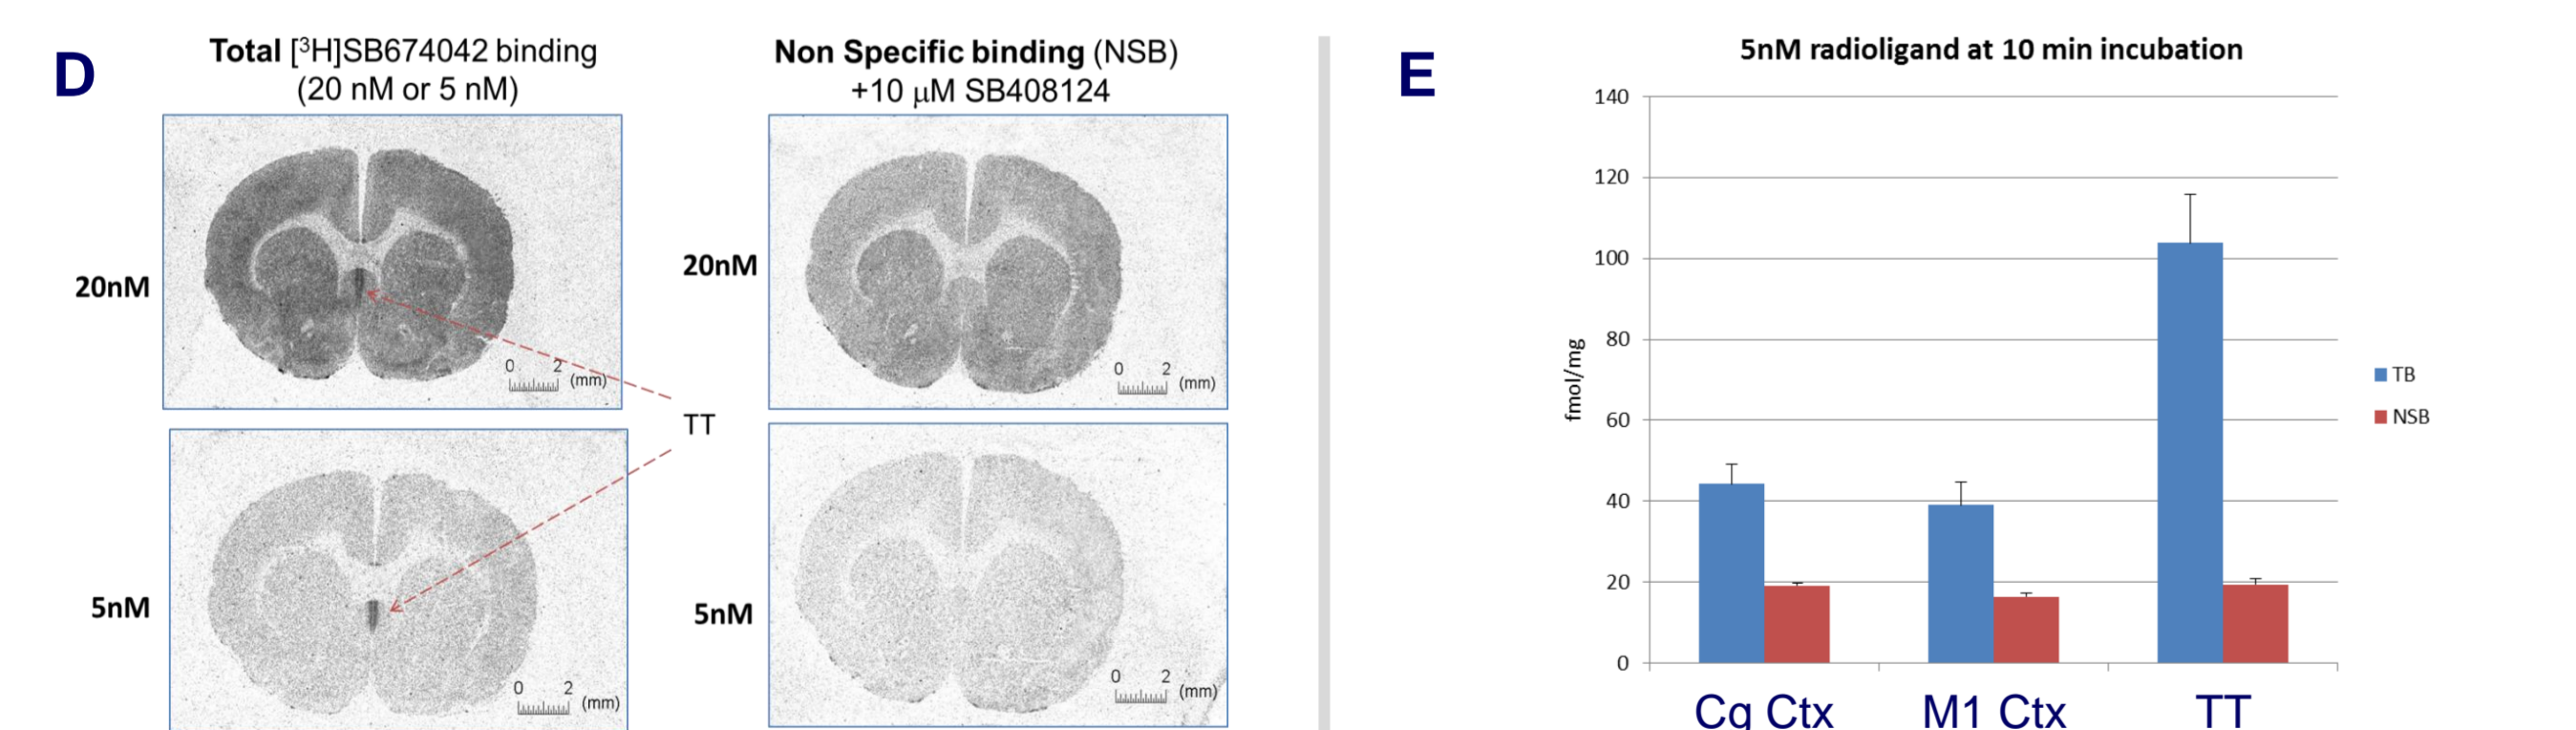 D
Total [³H]SB674042 binding
(20 nM or 5 nM)
Non Specific binding (NSB)
+10 μM SB408124
20nM
0 2 (mm)
20nM
0 2 (mm)
TT
5nM
0 2 (mm)
5nM
0 2 (mm)
E
5nM radioligand at 10 min incubation
fmol/mg
140
120
100
80
60
40
20
0
TB
NSB
Cg Ctx
M1 Ctx
TT